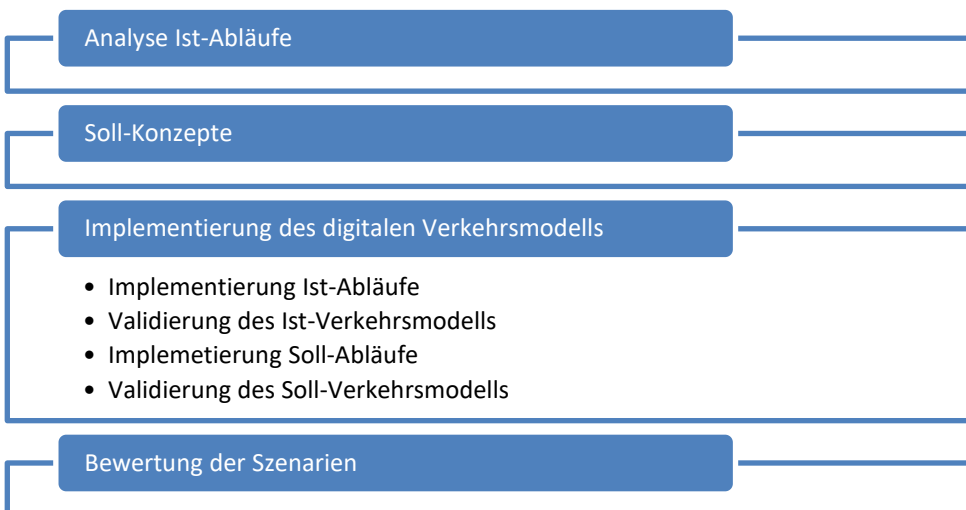 Analyse Ist-Abläufe
Soll-Konzepte
Implementierung des digitalen Verkehrsmodells
• Implementierung Ist-Abläufe
• Validierung des Ist-Verkehrsmodells
• Implemetierung Soll-Abläufe
• Validierung des Soll-Verkehrsmodells
Bewertung der Szenarien